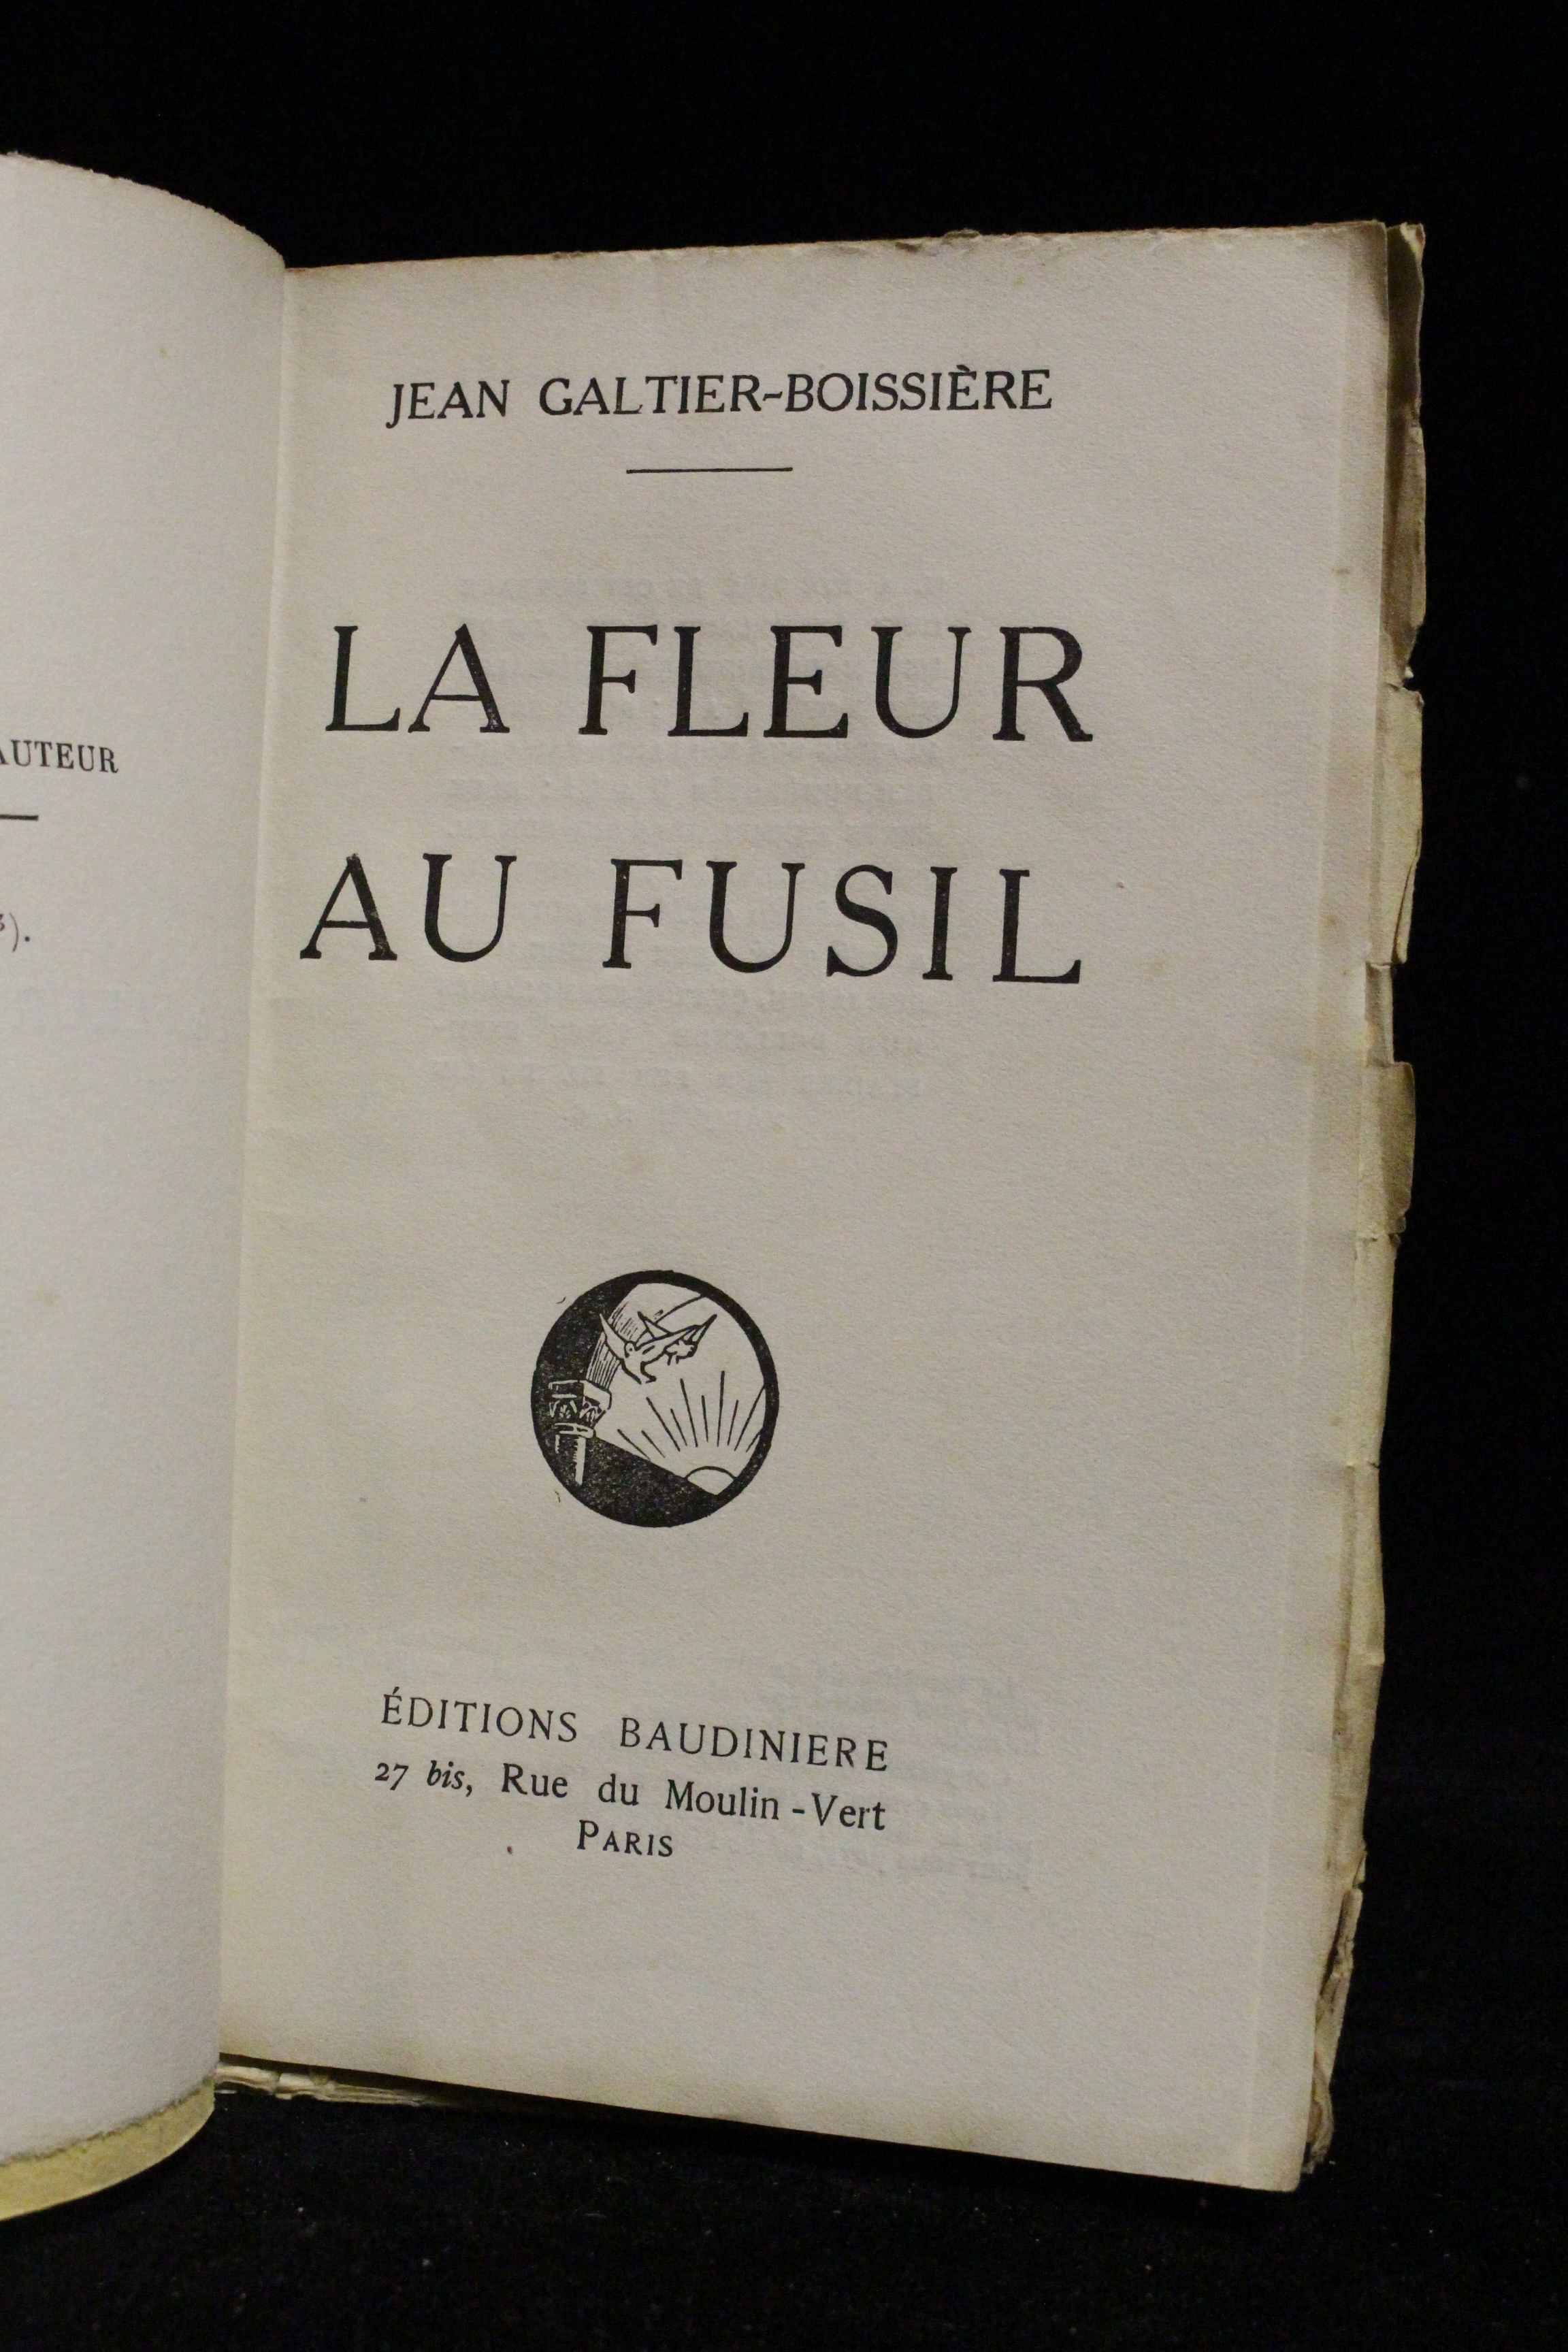 AUTEUR
JEAN GALTIER-BOISSIÈRE
LA FLEUR
AU FUSIL
ÉDITIONS BAUDINIERE
27 bis, Rue du Moulin-Vert
PARIS